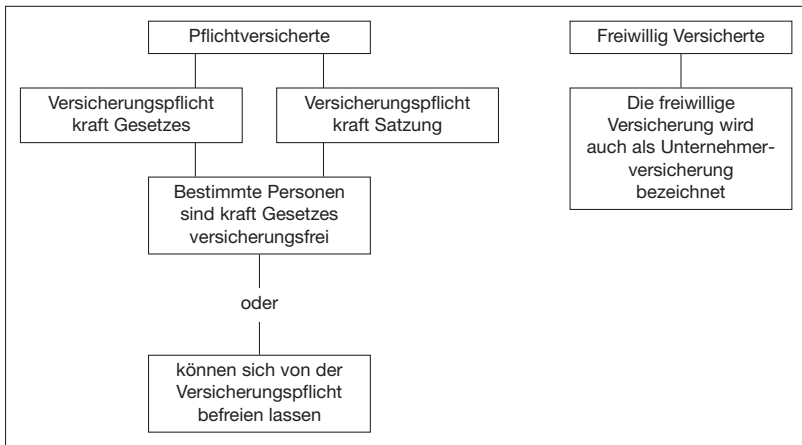 Pflichtversicherte
Freiwillig Versicherte
Versicherungspflicht
kraft Gesetzes
Versicherungspflicht
kraft Satzung
Die freiwillige
Versicherung wird
auch als Unternehmer-
versicherung
bezeichnet
Bestimmte Personen
sind kraft Gesetzes
versicherungsfrei
oder
können sich von der
Versicherungspflicht
befreien lassen